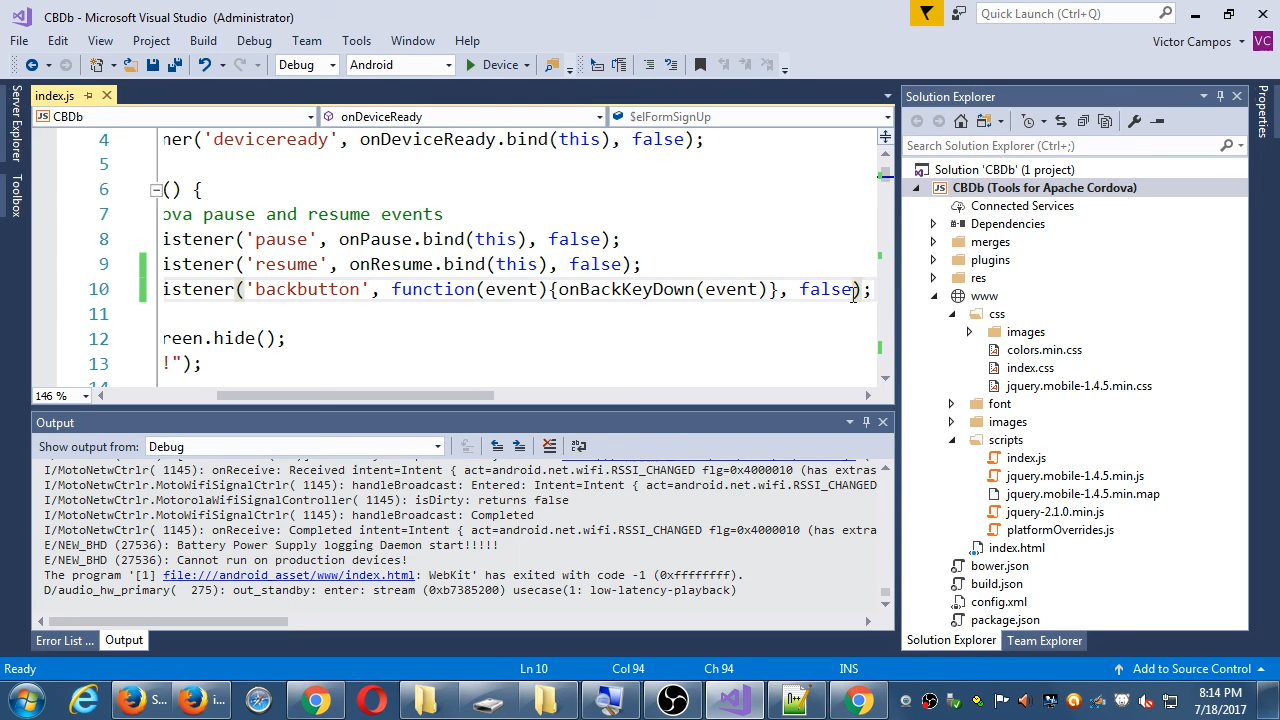 CBDb - Microsoft Visual Studio (Administrator)
Quick Launch (Ctrl+Q)
File Edit View Project Build Debug Team Tools Window Help
Victor Campos
VC
Debug
Android
Device
Server Explorer
Toolbox
index.js
CBDb
onDeviceReady
$elFormSignUp
4 ner('deviceready', onDeviceReady.bind(this), false);
5
6 () {
7 ova pause and resume events
8 istener('pause', onPause.bind(this), false);
9 istener('resume', onResume.bind(this), false);
10 istener('backbutton', function(event){onBackKeyDown(event)}, false);
11
12 reen.hide();
13 !");
14
146 %
Output
Show output from: Debug
I/MotoNetwCtrlr( 1145): onReceive: received intent=Intent { act=android.net.wifi.RSSI_CHANGED flg=0x4000010 (has extras
I/MotoNetwCtrlr.MotoWifiSignalCtrl( 1145): handleBroadcast: Entered: Intent=Intent { act=android.net.wifi.RSSI_CHANGED
I/MotoNetwCtrlr.MotorolaWifiSignalController( 1145): isDirty: returns false
I/MotoNetwCtrlr.MotoWifiSignalCtrl( 1145): handleBroadcast: Completed
I/MotoNetwCtrlr( 1145): onReceive: Completed intent=Intent { act=android.net.wifi.RSSI_CHANGED flg=0x4000010 (has extra
E/NEW_BHD (27536): Battery Power Supply logging Daemon start!!!!!
E/NEW_BHD (27536): Cannot run on production devices!
The program '[1] file:///android_asset/www/index.html: WebKit' has exited with code -1 (0xffffffff).
D/audio_hw_primary( 275): out_standby: enter: stream (0xb7385200) usecase(1: low-latency-playback)
Error List ...
Output
Solution Explorer
Search Solution Explorer (Ctrl+;)
Solution 'CBDb' (1 project)
CBDb (Tools for Apache Cordova)
Connected Services
Dependencies
merges
plugins
res
www
css
images
colors.min.css
index.css
jquery.mobile-1.4.5.min.css
font
images
scripts
index.js
jquery.mobile-1.4.5.min.js
jquery.mobile-1.4.5.min.map
jquery-2.1.0.min.js
platformOverrides.js
index.html
bower.json
build.json
config.xml
package.json
Solution Explorer
Team Explorer
Properties
Ready
Ln 10
Col 94
Ch 94
INS
Add to Source Control
S...
i...
8:14 PM
7/18/2017